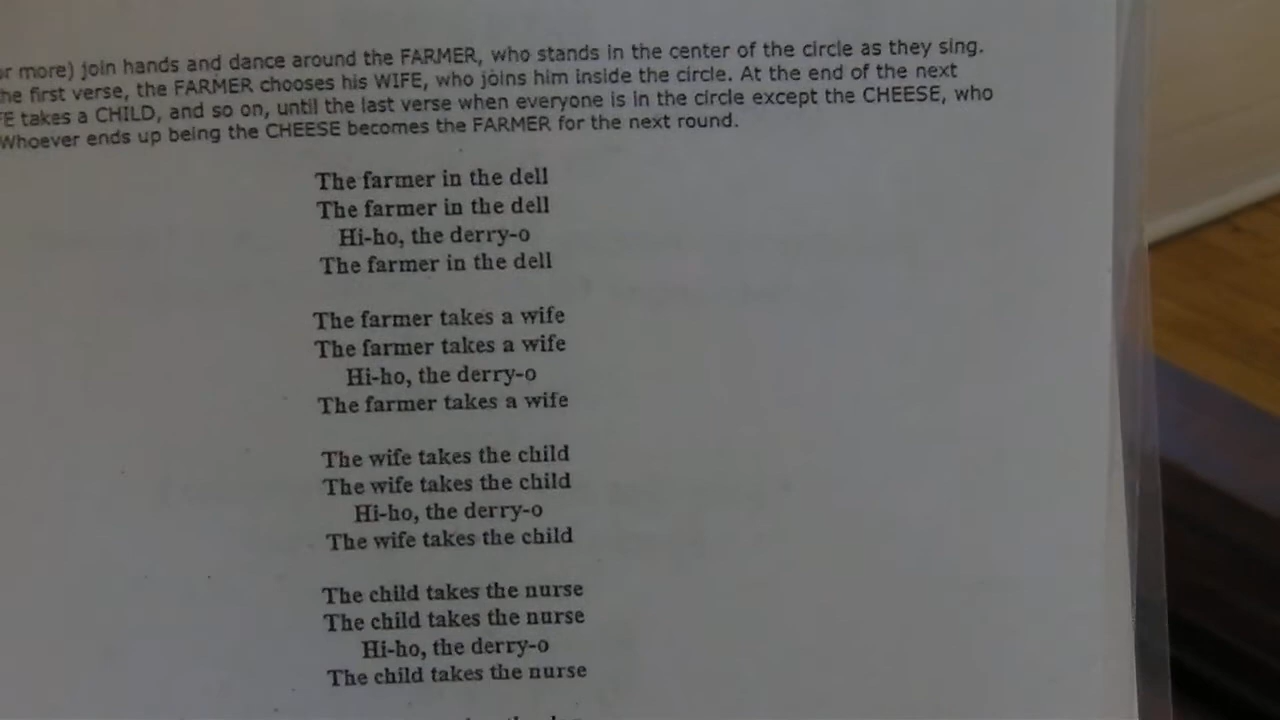 or more) join hands and dance around the FARMER, who stands in the center of the circle as they sing.
he first verse, the FARMER chooses his WIFE, who joins him inside the circle. At the end of the next
FE takes a CHILD, and so on, until the last verse when everyone is in the circle except the CHEESE, who
Whoever ends up being the CHEESE becomes the FARMER for the next round.
The farmer in the dell
The farmer in the dell
Hi-ho, the derry-o
The farmer in the dell
The farmer takes a wife
The farmer takes a wife
Hi-ho, the derry-o
The farmer takes a wife
The wife takes the child
The wife takes the child
Hi-ho, the derry-o
The wife takes the child
The child takes the nurse
The child takes the nurse
Hi-ho, the derry-o
The child takes the nurse